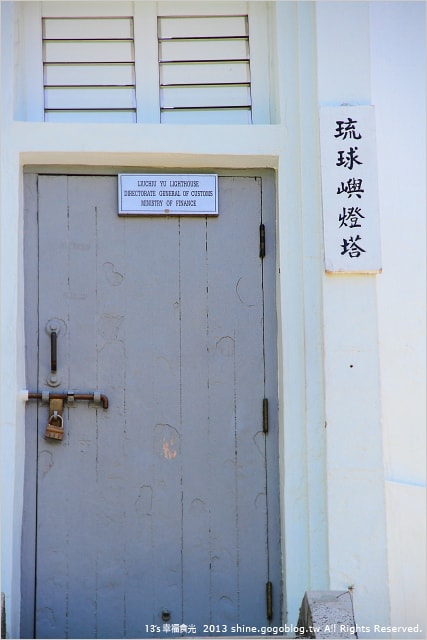 LIUCHIU YU LIGHTHOUSE
DIRECTORATE GENERAL OF CUSTOMS
MINISTRY OF FINANCE
琉球嶼燈塔
13's 幸福食光 2013 shine.gogoblog.tw All Rights Reserved.